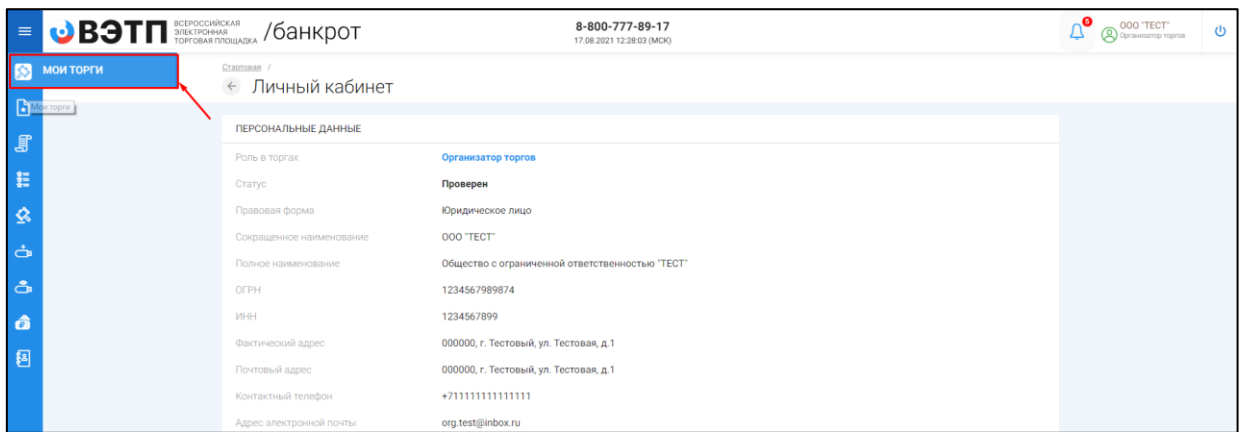 ВЭТП ВСЕРОССИЙСКАЯ ЭЛЕКТРОННАЯ ТОРГОВАЯ ПЛОЩАДКА /банкрот
8-800-777-89-17
17.08.2021 12:28:03 (МСК)
5
ООО "ТЕСТ"
Организатор торгов
МОИ ТОРГИ
Мои торги
Стартовая /
Личный кабинет
ПЕРСОНАЛЬНЫЕ ДАННЫЕ
Роль в торгах Организатор торгов
Статус Проверен
Правовая форма Юридическое лицо
Сокращенное наименование ООО "ТЕСТ"
Полное наименование Общество с ограниченной ответственностью "ТЕСТ"
ОГРН 1234567989874
ИНН 1234567899
Фактический адрес 000000, г. Тестовый, ул. Тестовая, д.1
Почтовый адрес 000000, г. Тестовый, ул. Тестовая, д.1
Контактный телефон +711111111111111
Адрес электронной почты org.test@inbox.ru